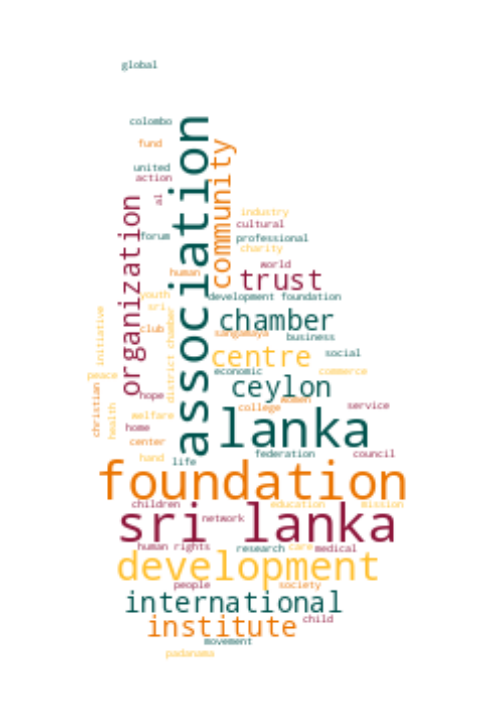 global
colombo
fund
united
action
al
association
community
organization
industry
cultural
forum
professional
charity
world
human
trust
youth
development foundation
sri
chamber
initiative
club
district chamber
sangamaya
business
centre
social
peace
economic
commerce
ceylon
christian
hope
women
health
college
service
welfare
home
lanka
center
federation
council
hand
life
foundation
children
education
mission
sri lanka
network
human rights
research
care
medical
development
people
society
international
child
institute
movement
padanama